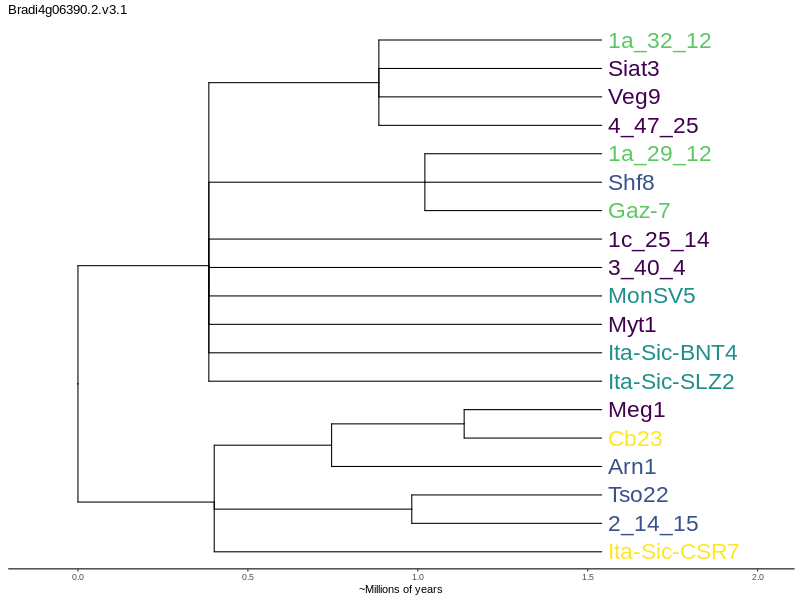 Bradi4g06390.2.v3.1
1a_32_12
Siat3
Veg9
4_47_25
1a_29_12
Shf8
Gaz-7
1c_25_14
3_40_4
MonSV5
Myt1
Ita-Sic-BNT4
Ita-Sic-SLZ2
Meg1
Cb23
Arn1
Tso22
2_14_15
Ita-Sic-CSR7
0.0 0.5 1.0 1.5 2.0
~Millions of years